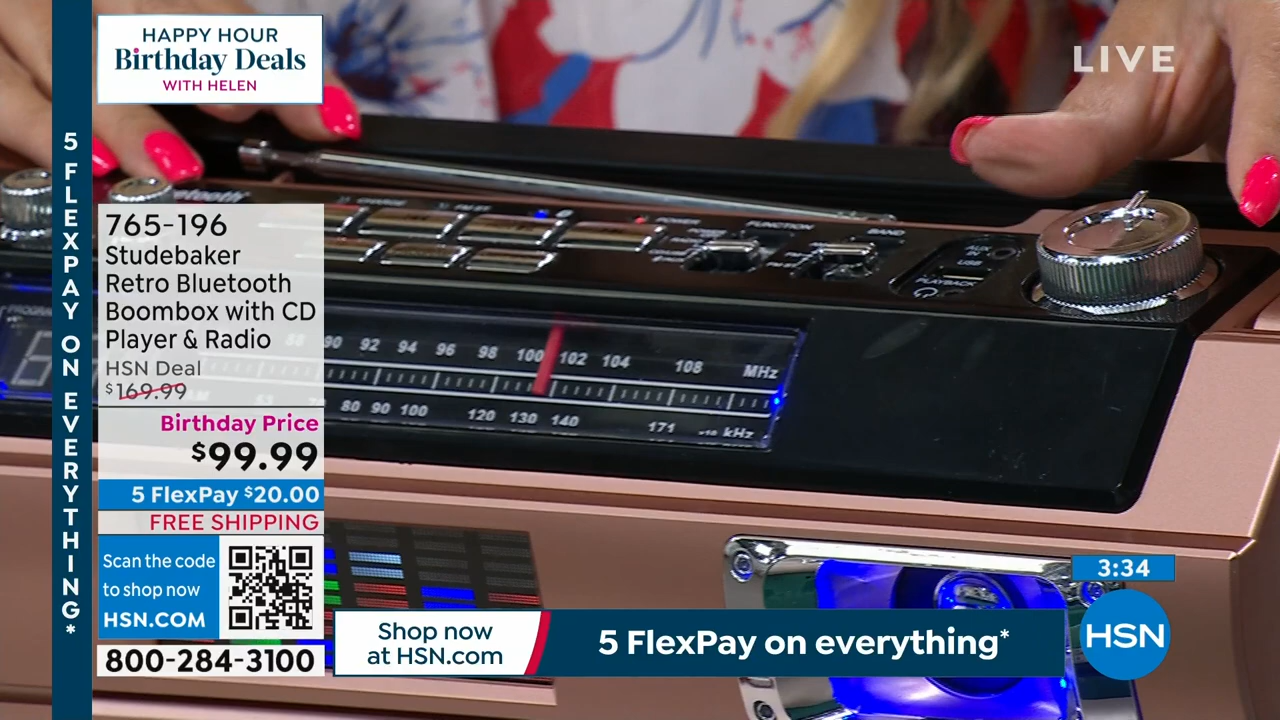 HAPPY HOUR
Birthday Deals
WITH HELEN
LIVE
5 FLEXPAY ON EVERYTHING*
765-196
Studebaker
Retro Bluetooth
Boombox with CD
Player & Radio
HSN Deal
$169.99
Birthday Price
$99.99
5 FlexPay $20.00
FREE SHIPPING
Scan the code
to shop now
HSN.COM
800-284-3100
POWER
FUNCTION
BAND
AUX
IN
USB
PLAYBACK
90 92 94 96 98 100 102 104 108 MHz
80 90 100 120 130 140 171 kHz
Shop now
at HSN.com
5 FlexPay on everything*
3:34
HSN